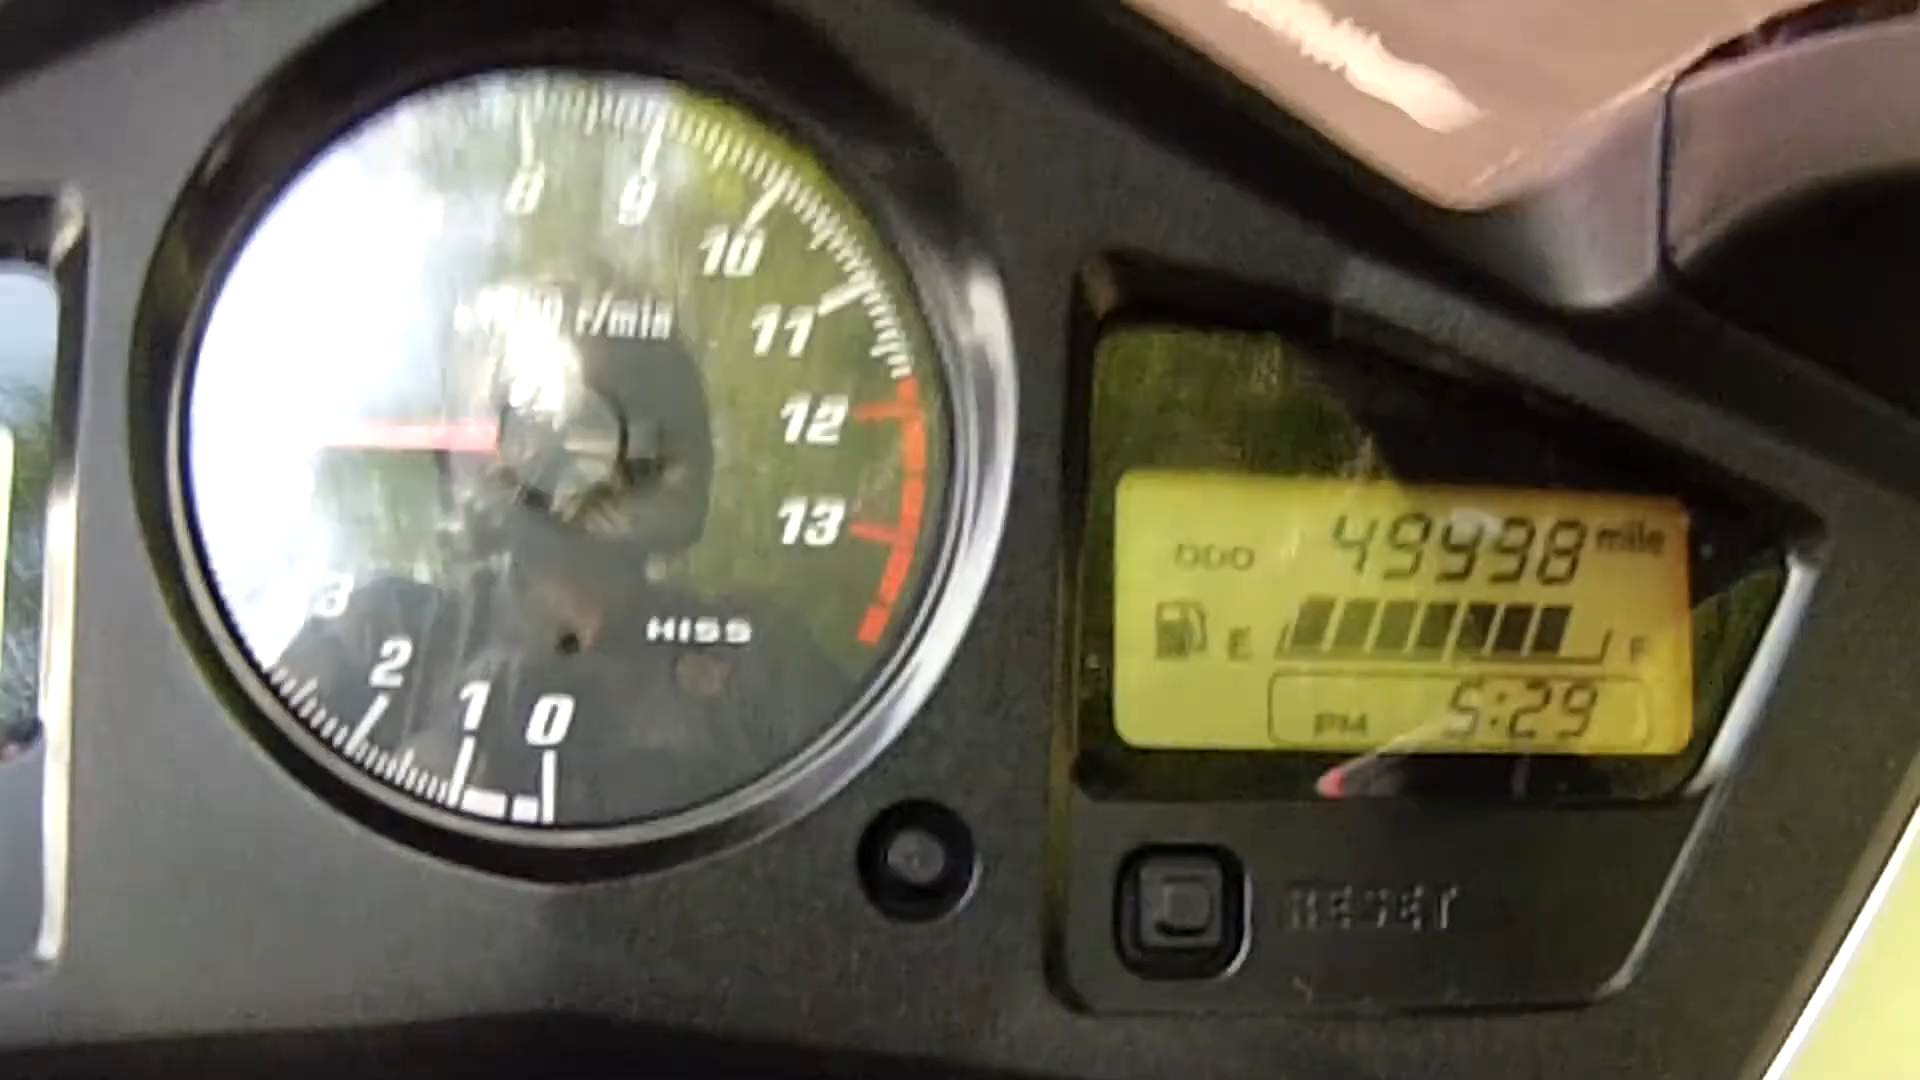 8 9
10
r/min
11
12
13
3
HISS
2
1 0
ODO 49998 mile
E F
PM 5:29
RESET